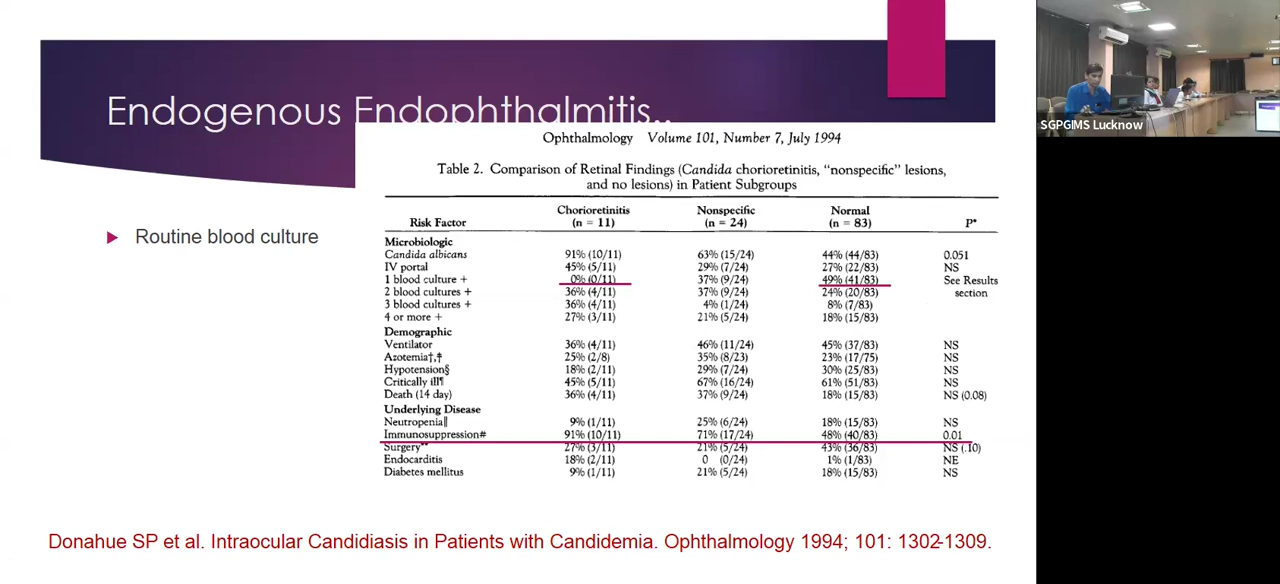 Endogenous Endophthalmitis..
Ophthalmology Volume 101, Number 7, July 1994
Table 2. Comparison of Retinal Findings (Candida chorioretinitis, "nonspecific" lesions,
and no lesions) in Patient Subgroups
Risk Factor Chorioretinitis (n = 11) Nonspecific (n = 24) Normal (n = 83) P*
Microbiologic
Candida albicans 91% (10/11) 63% (15/24) 44% (44/83) 0.051
IV portal 45% (5/11) 29% (7/24) 27% (22/83) NS
1 blood culture + 0% (0/11) 37% (9/24) 49% (41/83) See Results
2 blood cultures + 36% (4/11) 37% (9/24) 24% (20/83) section
3 blood cultures + 36% (4/11) 4% (1/24) 8% (7/83)
4 or more + 27% (3/11) 21% (5/24) 18% (15/83)
Demographic
Ventilator 36% (4/11) 46% (11/24) 45% (37/83) NS
Azotemia†,‡ 25% (2/8) 35% (8/23) 23% (17/75) NS
Hypotension§ 18% (2/11) 29% (7/24) 30% (25/83) NS
Critically ill¶ 45% (5/11) 67% (16/24) 61% (51/83) NS
Death (14 day) 36% (4/11) 37% (9/24) 18% (15/83) NS (0.08)
Underlying Disease
Neutropenia‖ 9% (1/11) 25% (6/24) 18% (15/83) NS
Immunosuppression# 91% (10/11) 71% (17/24) 48% (40/83) 0.01
Surgery** 27% (3/11) 21% (5/24) 43% (36/83) NS (.10)
Endocarditis 18% (2/11) 0 (0/24) 1% (1/83) NE
Diabetes mellitus 9% (1/11) 21% (5/24) 18% (15/83) NS
Routine blood culture
Donahue SP et al. Intraocular Candidiasis in Patients with Candidemia. Ophthalmology 1994; 101: 1302-1309.
SGPGIMS Lucknow